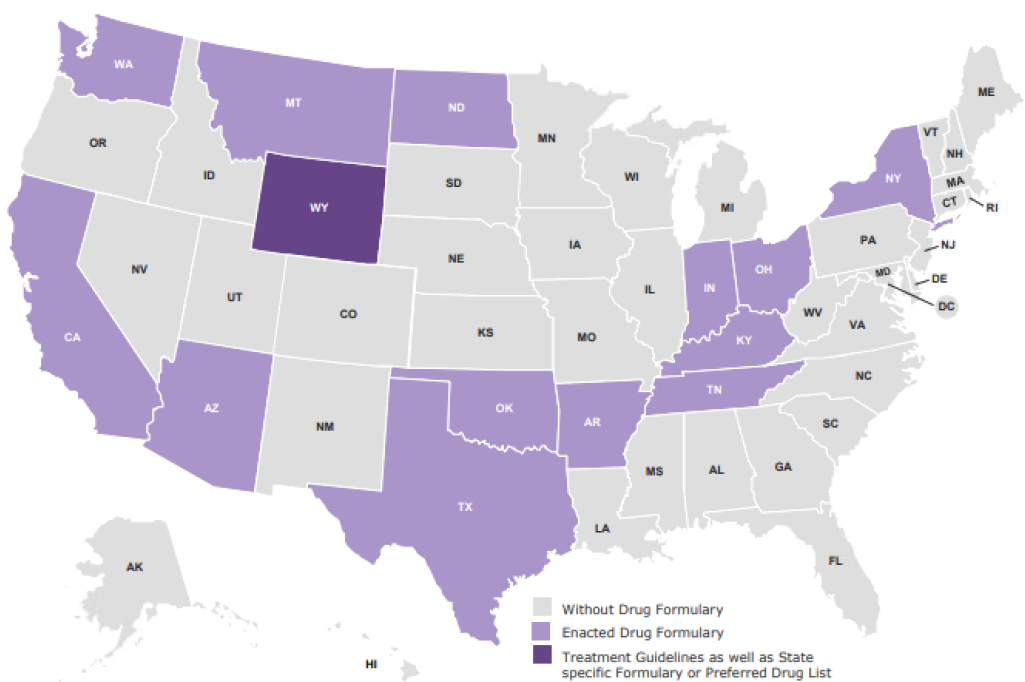 WA
MT
ND
MN
ME
VT
NH
OR
ID
WY
SD
WI
MI
NY
MA
CT
RI
NV
UT
CO
NE
IA
IL
IN
OH
PA
NJ
MD
DE
DC
WV
VA
CA
AZ
NM
KS
MO
KY
TN
NC
OK
AR
SC
TX
LA
MS
AL
GA
FL
AK
HI
Without Drug Formulary
Enacted Drug Formulary
Treatment Guidelines as well as State
specific Formulary or Preferred Drug List